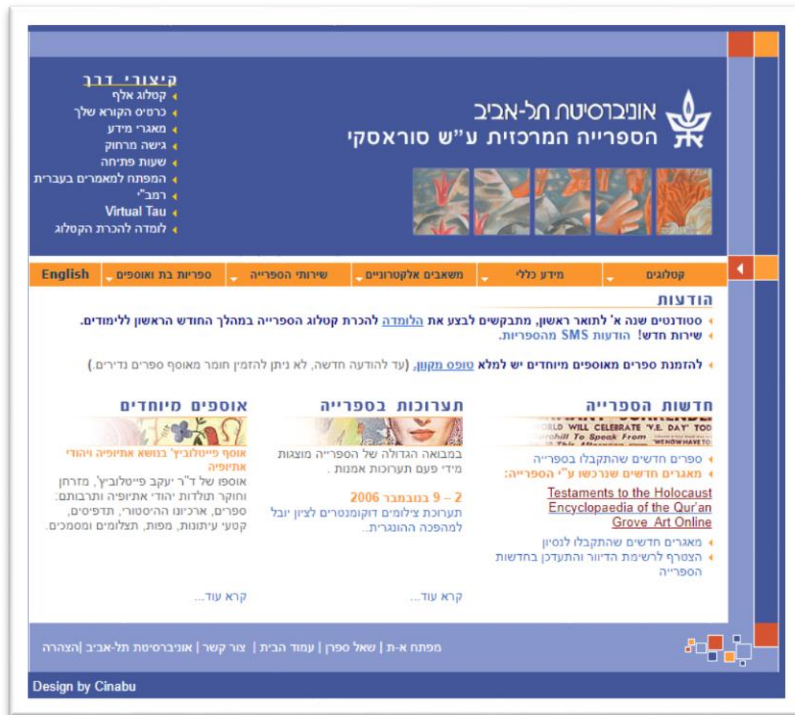 קיצורי דרך
קטלוג אלף
כרטיס הקורא שלך
מאגרי מידע
גישה מרחוק
שעות פתיחה
המפתח למאמרים בעברית
רמב"י
Virtual Tau
לומדה להכרת הקטלוג
אוניברסיטת תל-אביב
הספרייה המרכזית ע"ש סוראסקי
קטלוגים
מידע כללי
משאבים אלקטרוניים
שירותי הספרייה
ספריות בת ואוספים
English
הודעות
סטודנטים שנה א' לתואר ראשון, מתבקשים לבצע את הלומדה להכרת קטלוג הספרייה במהלך החודש הראשון ללימודים.
שירות חדש! הודעות SMS מהספריות.
להזמנת ספרים מאוספים מיוחדים יש למלא טופס מקוון, (עד להודעה חדשה, לא ניתן להזמין חומר מאוסף ספרים נדירים.)
חדשות הספרייה
WORLD WILL CELEBRATE 'V.E. DAY' TOD
To Speak From
ספרים חדשים שהתקבלו בספרייה
מאגרים חדשים שנרכשו ע"י הספרייה:
Testaments to the Holocaust
Encyclopaedia of the Qur'an
Grove Art Online
מאגרים חדשים שהתקבלו לנסיון
הצטרף לרשימת הדיוור והתעדכן בחדשות
הספרייה
תערוכות בספרייה
במבואה הגדולה של הספרייה מוצגות
מידי פעם תערוכות אמנות .
2 – 9 בנובמבר 2006
תערוכת צילומים דוקומנטרים לציון יובל
למהפכה ההונגרית..
קרא עוד...
אוספים מיוחדים
אוסף פייטלוביץ' בנושא אתיופיה ויהודי
אתיופיה
אוספו של ד"ר יעקב פייטלוביץ', מזרחן
וחוקר תולדות יהודי אתיופיה ותרבותם:
ספרים, ארכיונו ההיסטורי, תדפיסים,
קטעי עיתונות, מפות, תצלומים ומסמכים.
קרא עוד...
מפתח א-ת | שאל ספרן | עמוד הבית | צור קשר | אוניברסיטת תל-אביב |הצהרה
Design by Cinabu